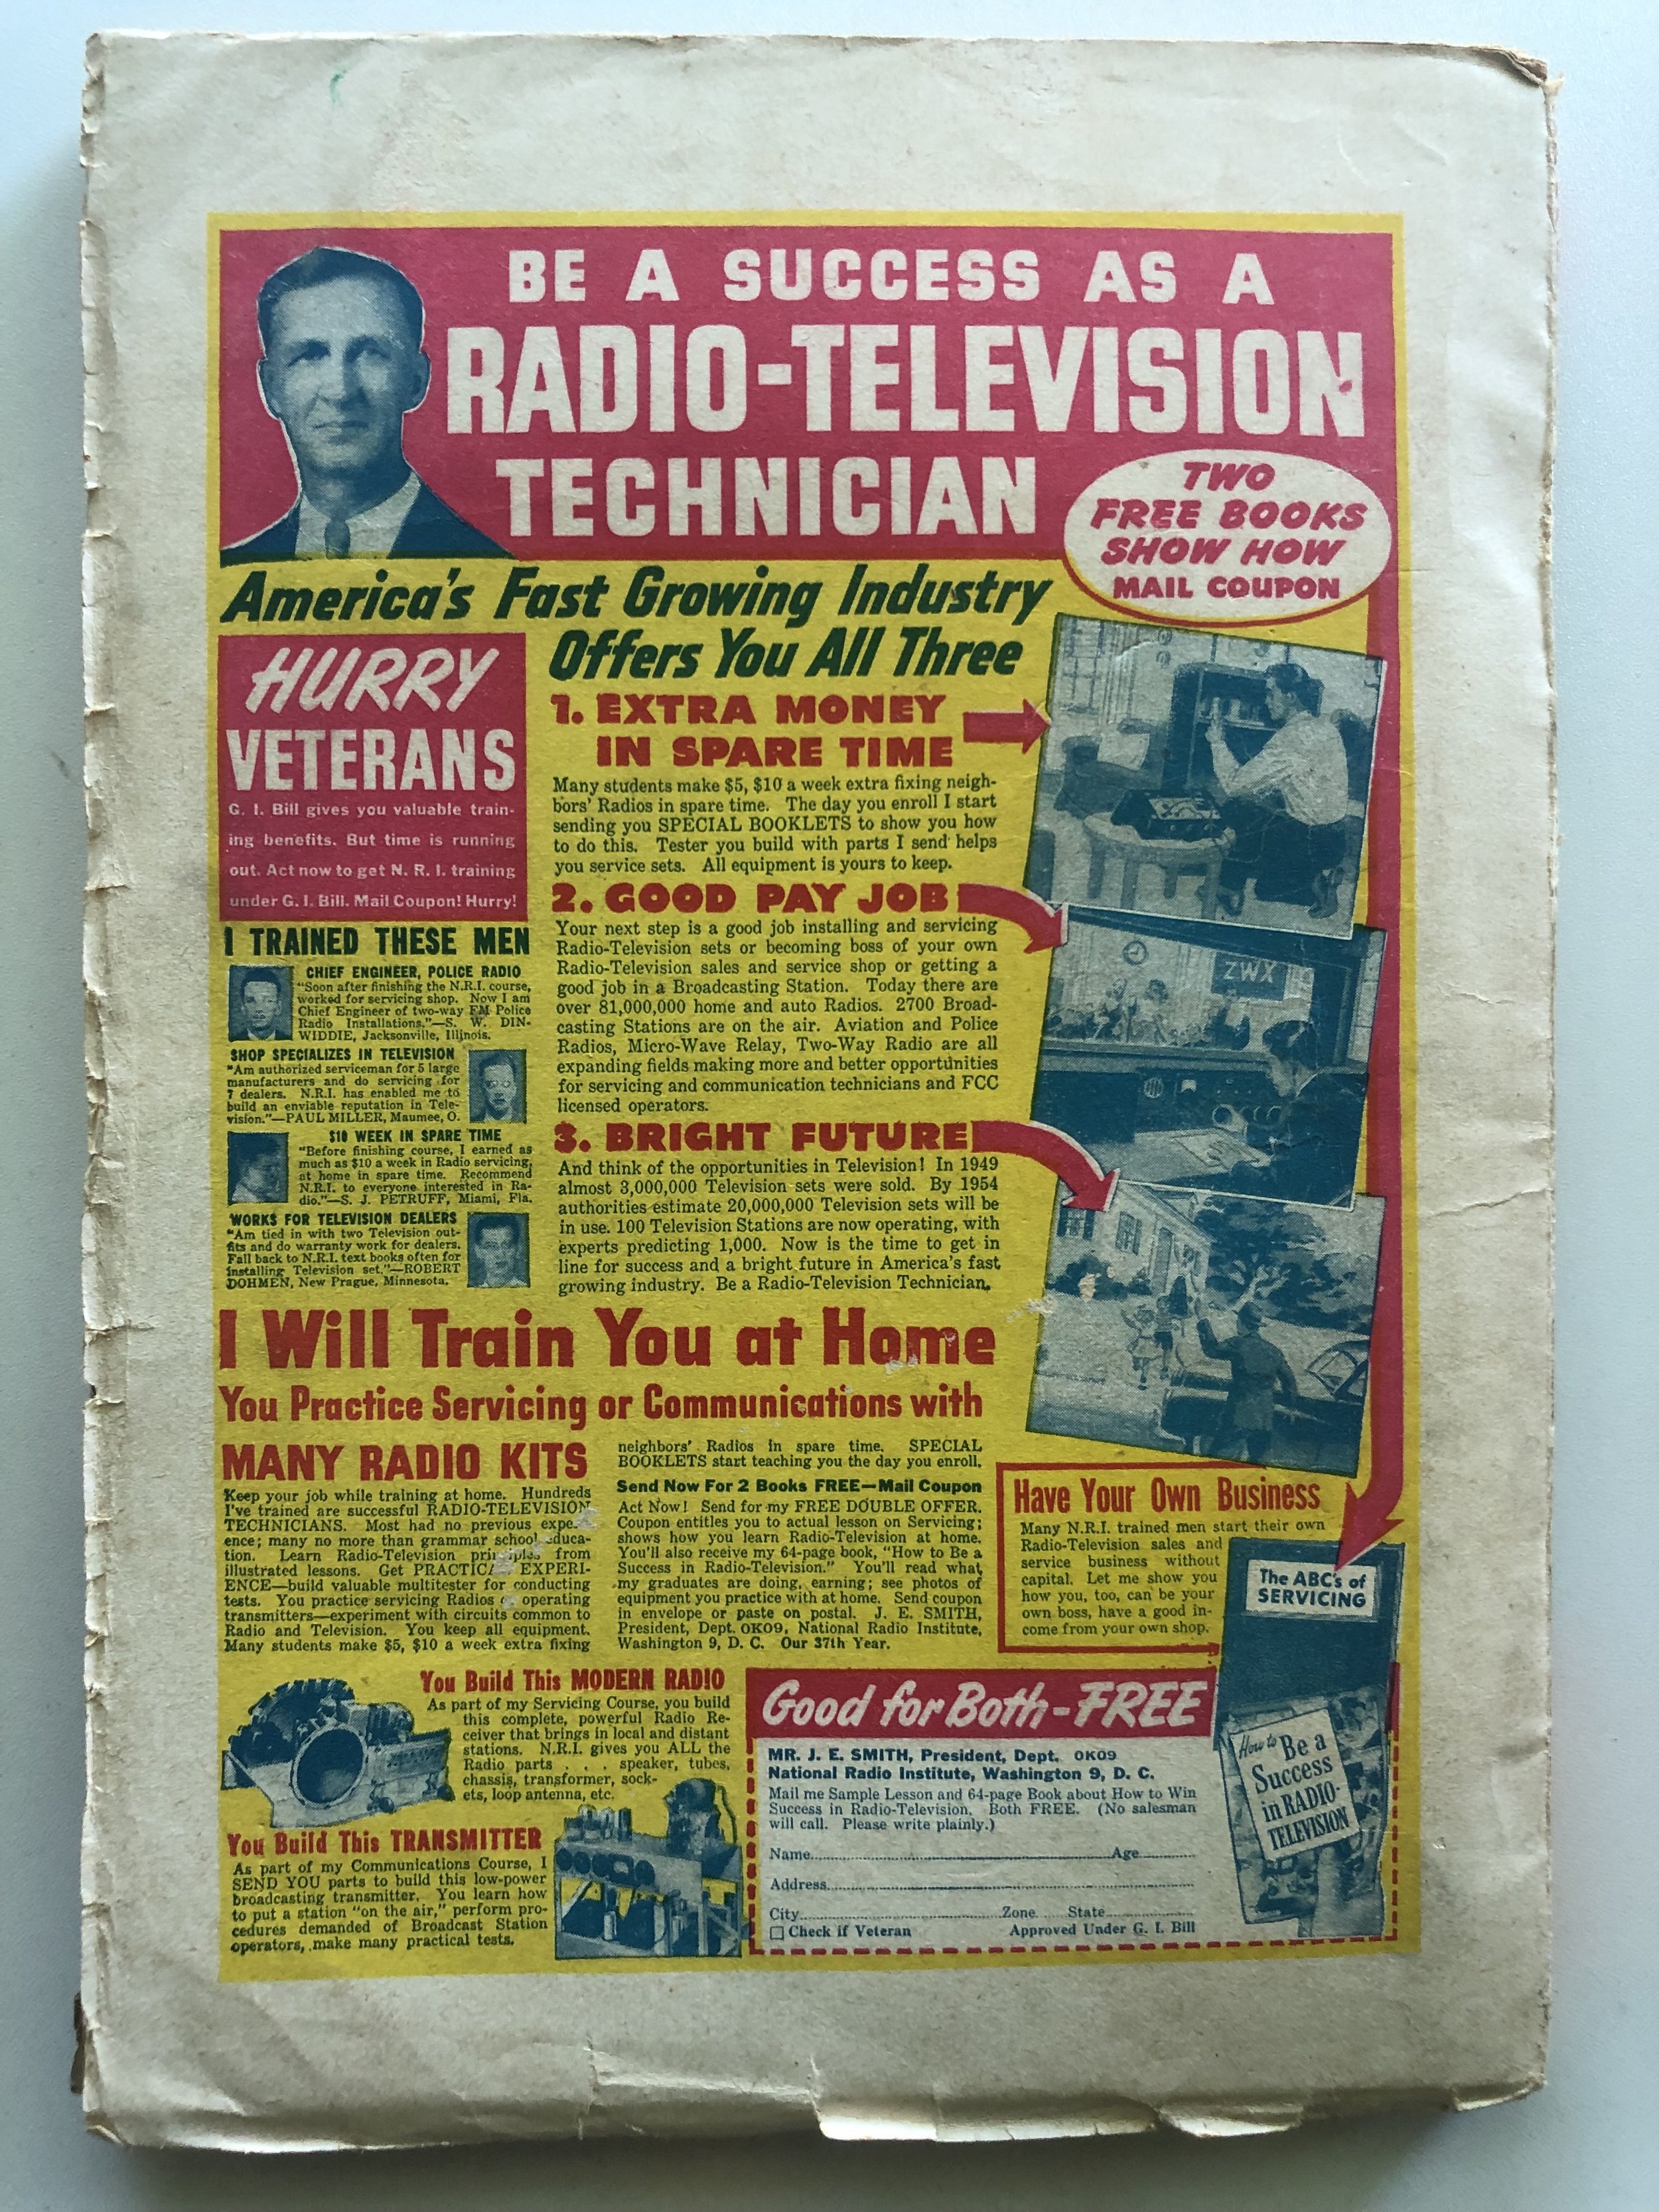 BE A SUCCESS AS A
RADIO-TELEVISION
TECHNICIAN
TWO
FREE BOOKS
SHOW HOW
MAIL COUPON
America's Fast Growing Industry
Offers You All Three
HURRY
VETERANS
G. I. Bill gives you valuable train-
ing benefits. But time is running
out. Act now to get N. R. I. training
under G. I. Bill. Mail Coupon! Hurry!
I TRAINED THESE MEN
CHIEF ENGINEER, POLICE RADIO
"Soon after finishing the N.R.I. course,
worked for servicing shop. Now I am
Chief Engineer of two-way FM Police
Radio Installations."—S. W. DIN-
WIDDIE, Jacksonville, Illinois.
SHOP SPECIALIZES IN TELEVISION
"Am authorized serviceman for 5 large
manufacturers and do servicing for
7 dealers. N.R.I. has enabled me to
build an enviable reputation in Tele-
vision."—PAUL MILLER, Maumee, O.
$10 WEEK IN SPARE TIME
"Before finishing course, I earned as
much as $10 a week in Radio servicing,
at home in spare time. Recommend
N.R.I. to everyone interested in Ra-
dio."—S. J. PETRUFF, Miami, Fla.
WORKS FOR TELEVISION DEALERS
"Am tied in with two Television out-
fits and do warranty work for dealers.
Fall back to N.R.I. text books often for
installing Television set."—ROBERT
DOHMEN, New Prague, Minnesota.
1. EXTRA MONEY
IN SPARE TIME
Many students make $5, $10 a week extra fixing neigh-
bors' Radios in spare time. The day you enroll I start
sending you SPECIAL BOOKLETS to show you how
to do this. Tester you build with parts I send helps
you service sets. All equipment is yours to keep.
2. GOOD PAY JOB
Your next step is a good job installing and servicing
Radio-Television sets or becoming boss of your own
Radio-Television sales and service shop or getting a
good job in a Broadcasting Station. Today there are
over 81,000,000 home and auto Radios. 2700 Broad-
casting Stations are on the air. Aviation and Police
Radios, Micro-Wave Relay, Two-Way Radio are all
expanding fields making more and better opportunities
for servicing and communication technicians and FCC
licensed operators.
3. BRIGHT FUTURE
And think of the opportunities in Television! In 1949
almost 3,000,000 Television sets were sold. By 1954
authorities estimate 20,000,000 Television sets will be
in use. 100 Television Stations are now operating, with
experts predicting 1,000. Now is the time to get in
line for success and a bright future in America's fast
growing industry. Be a Radio-Television Technician.
ZWX
I Will Train You at Home
You Practice Servicing or Communications with
MANY RADIO KITS
Keep your job while training at home. Hundreds
I've trained are successful RADIO-TELEVISION
TECHNICIANS. Most had no previous expe
ence; many no more than grammar school educa-
tion. Learn Radio-Television principles from
illustrated lessons. Get PRACTICAL EXPERI-
ENCE—build valuable multitester for conducting
tests. You practice servicing Radios operating
transmitters—experiment with circuits common to
Radio and Television. You keep all equipment.
Many students make $5, $10 a week extra fixing
neighbors' Radios in spare time. SPECIAL
BOOKLETS start teaching you the day you enroll.
Send Now For 2 Books FREE—Mail Coupon
Act Now! Send for my FREE DOUBLE OFFER.
Coupon entitles you to actual lesson on Servicing;
shows how you learn Radio-Television at home.
You'll also receive my 64-page book, "How to Be a
Success in Radio-Television." You'll read what
my graduates are doing, earning; see photos of
equipment you practice with at home. Send coupon
in envelope or paste on postal. J. E. SMITH,
President, Dept. OKO9, National Radio Institute,
Washington 9, D. C. Our 37th Year.
Have Your Own Business
Many N.R.I. trained men start their own
Radio-Television sales and
service business without
capital. Let me show you
how you, too, can be your
own boss, have a good in-
come from your own shop.
The ABC's of
SERVICING
How to Be a
Success
in RADIO-
TELEVISION
You Build This MODERN RADIO
As part of my Servicing Course, you build
this complete, powerful Radio Re-
ceiver that brings in local and distant
stations. N.R.I. gives you ALL the
Radio parts . . . speaker, tubes,
chassis, transformer, sock-
ets, loop antenna, etc.
You Build This TRANSMITTER
As part of my Communications Course, I
SEND YOU parts to build this low-power
broadcasting transmitter. You learn how
to put a station "on the air," perform pro-
cedures demanded of Broadcast Station
operators, make many practical tests.
Good for Both-FREE
MR. J. E. SMITH, President, Dept. OKO9
National Radio Institute, Washington 9, D. C.
Mail me Sample Lesson and 64-page Book about How to Win
Success in Radio-Television. Both FREE. (No salesman
will call. Please write plainly.)
Name Age
Address
City Zone State
Check if Veteran Approved Under G. I. Bill